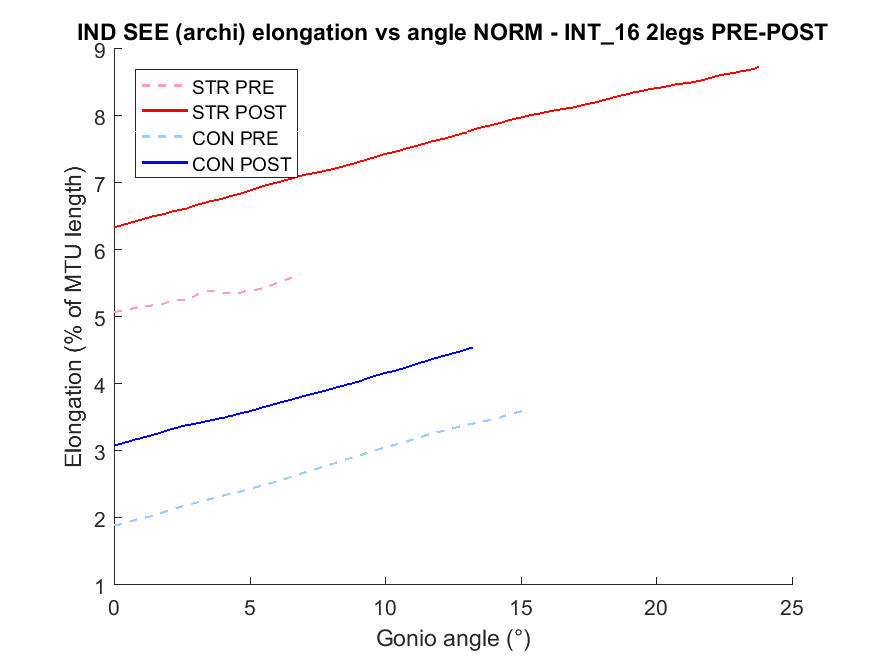 IND SEE (archi) elongation vs angle NORM - INT_16 2legs PRE-POST
9
8
7
6
5
4
3
2
1
Elongation (% of MTU length)
STR PRE
STR POST
CON PRE
CON POST
0 5 10 15 20 25
Gonio angle (°)